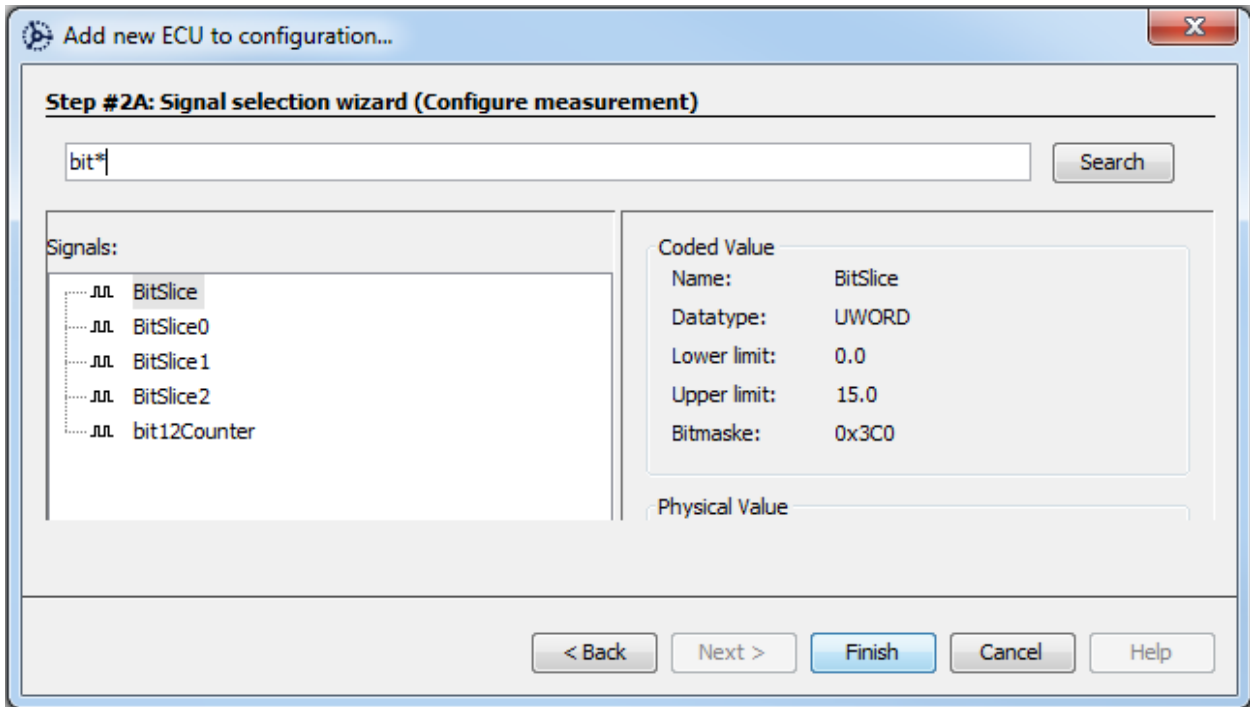 Add new ECU to configuration...
Step #2A: Signal selection wizard (Configure measurement)
bit*
Search
Signals:
BitSlice
BitSlice0
BitSlice1
BitSlice2
bit12Counter
Coded Value
Name: BitSlice
Datatype: UWORD
Lower limit: 0.0
Upper limit: 15.0
Bitmaske: 0x3C0
Physical Value
< Back Next > Finish Cancel Help